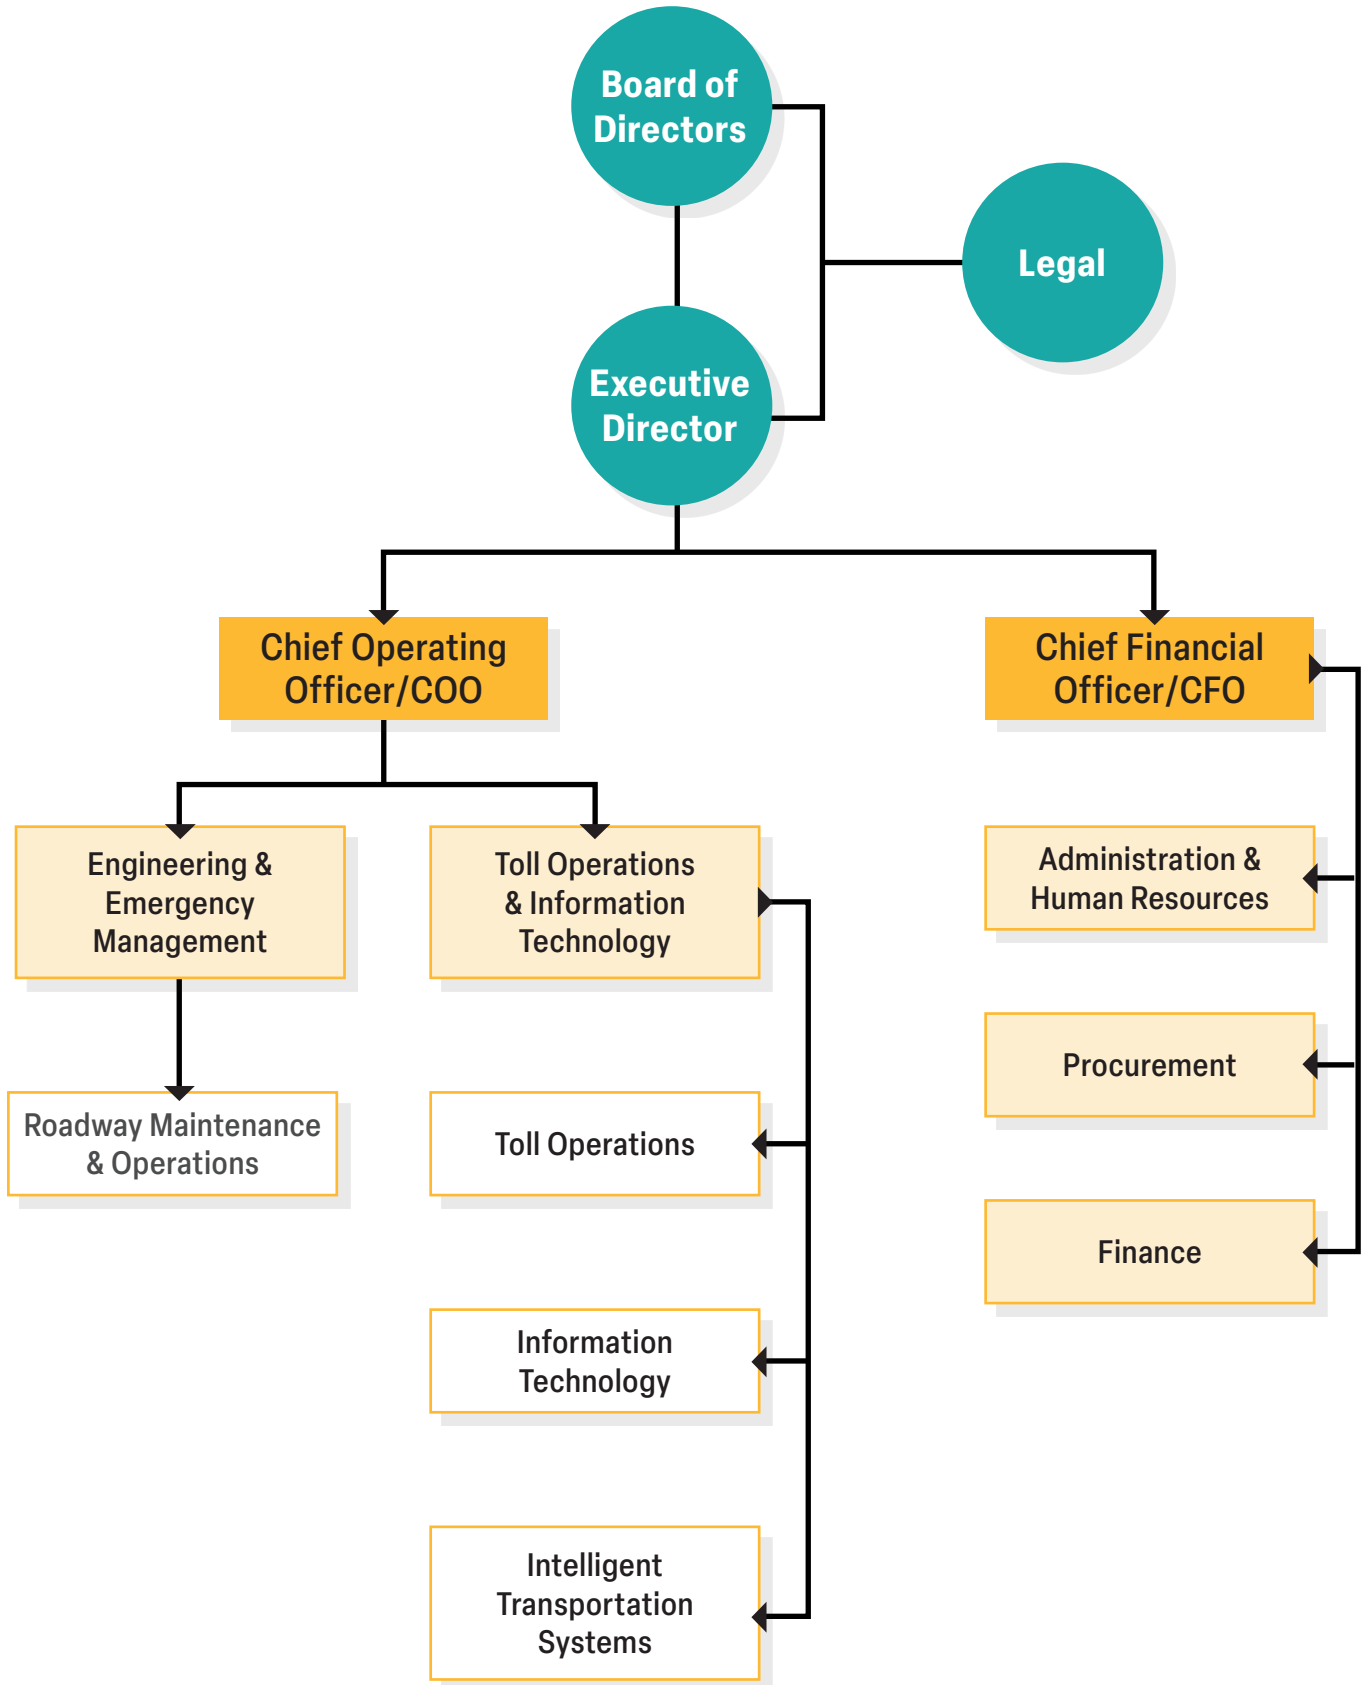 Board of
Directors
Legal
Executive
Director
Chief Operating
Officer/COO
Chief Financial
Officer/CFO
Engineering &
Emergency
Management
Toll Operations
& Information
Technology
Administration &
Human Resources
Procurement
Roadway Maintenance
& Operations
Toll Operations
Finance
Information
Technology
Intelligent
Transportation
Systems